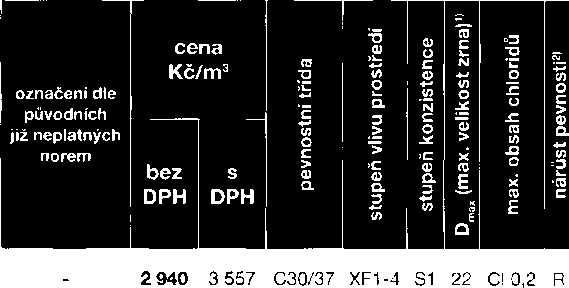 označení dle
původních
již neplatných
norem
cena
Kč/m³
bez
DPH
s
DPH
pevnostní třída
stupeň vlivu prostředí
stupeň konzistence
Dmax (max. velikost zrna)¹⁾
max. obsah chloridů
nárůst pevnosti²⁾
- 2 940 3 557 C30/37 XF1-4 S1 22 Cl 0,2 R